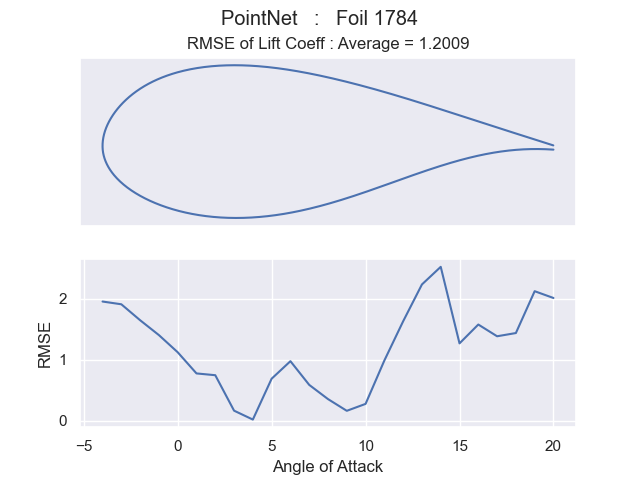 PointNet : Foil 1784
RMSE of Lift Coeff : Average = 1.2009
2
1
0
RMSE
−5 0 5 10 15 20
Angle of Attack